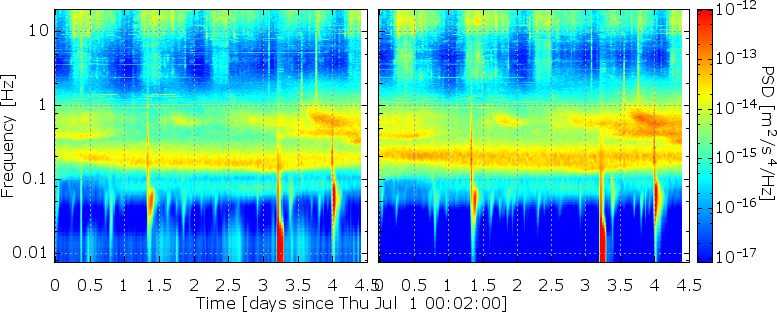 10
1
0.1
0.01
Frequency [Hz]
0 0.5 1 1.5 2 2.5 3 3.5 4 4.5
0 0.5 1 1.5 2 2.5 3 3.5 4 4.5
Time [days since Thu Jul 1 00:02:00]
10⁻¹²
10⁻¹³
10⁻¹⁴
10⁻¹⁵
10⁻¹⁶
10⁻¹⁷
PSD [m²/s⁴/Hz]